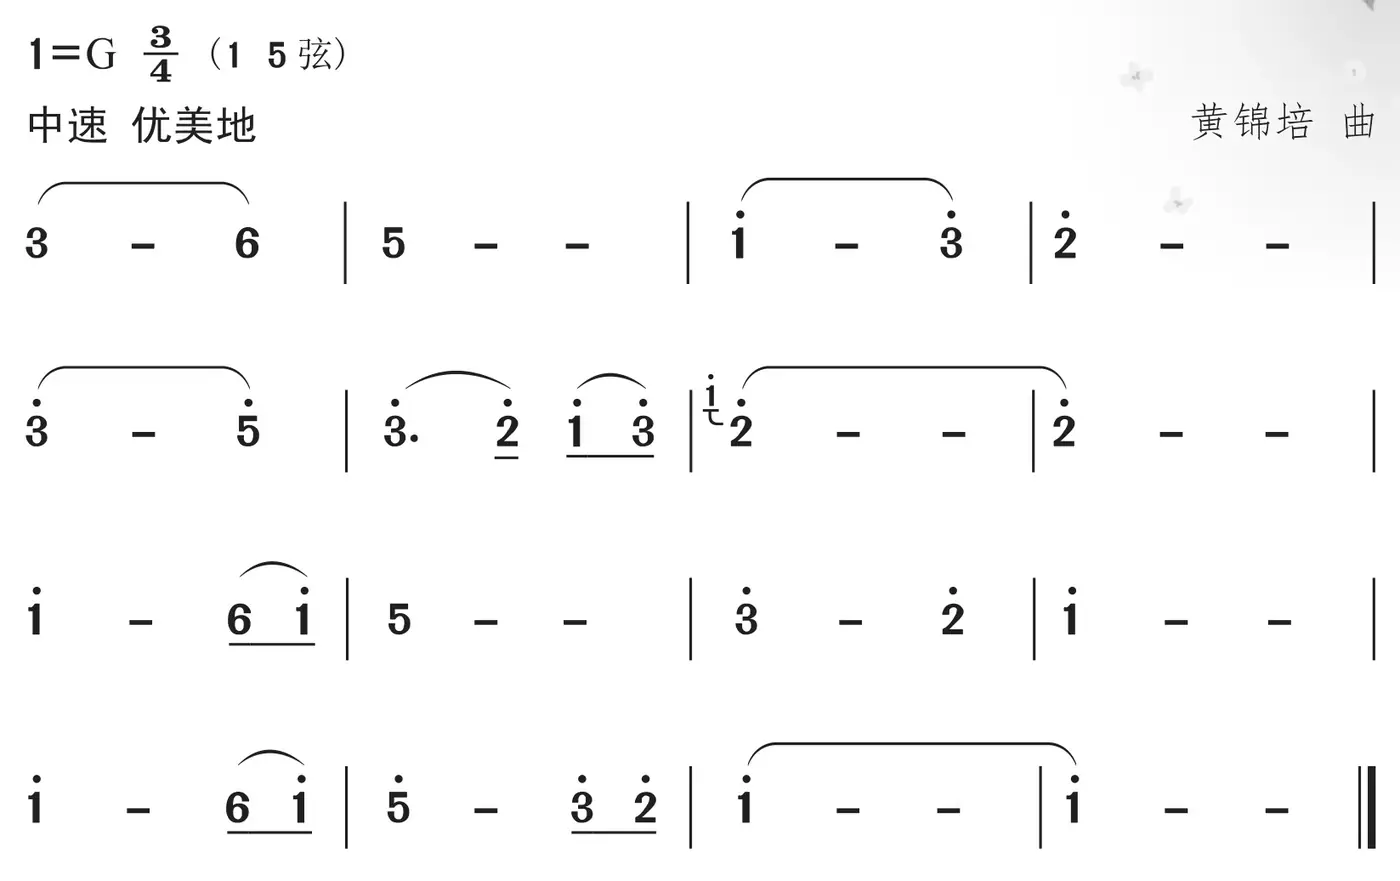 1=G 3/4 (1 5弦)
中速 优美地
黄锦培 曲
3 - 6 | 5 - - | 1̇ - 3̇ | 2̇ - - |
3̇ - 5̇ | 3̇. 2̇ 1̇ 3̇ | 1̇ 2̇ - - | 2̇ - - |
1̇ - 6 1̇ | 5 - - | 3̇ - 2̇ | 1̇ - - |
1̇ - 6 1̇ | 5̇ - 3̇ 2̇ | 1̇ - - | 1̇ - - ‖